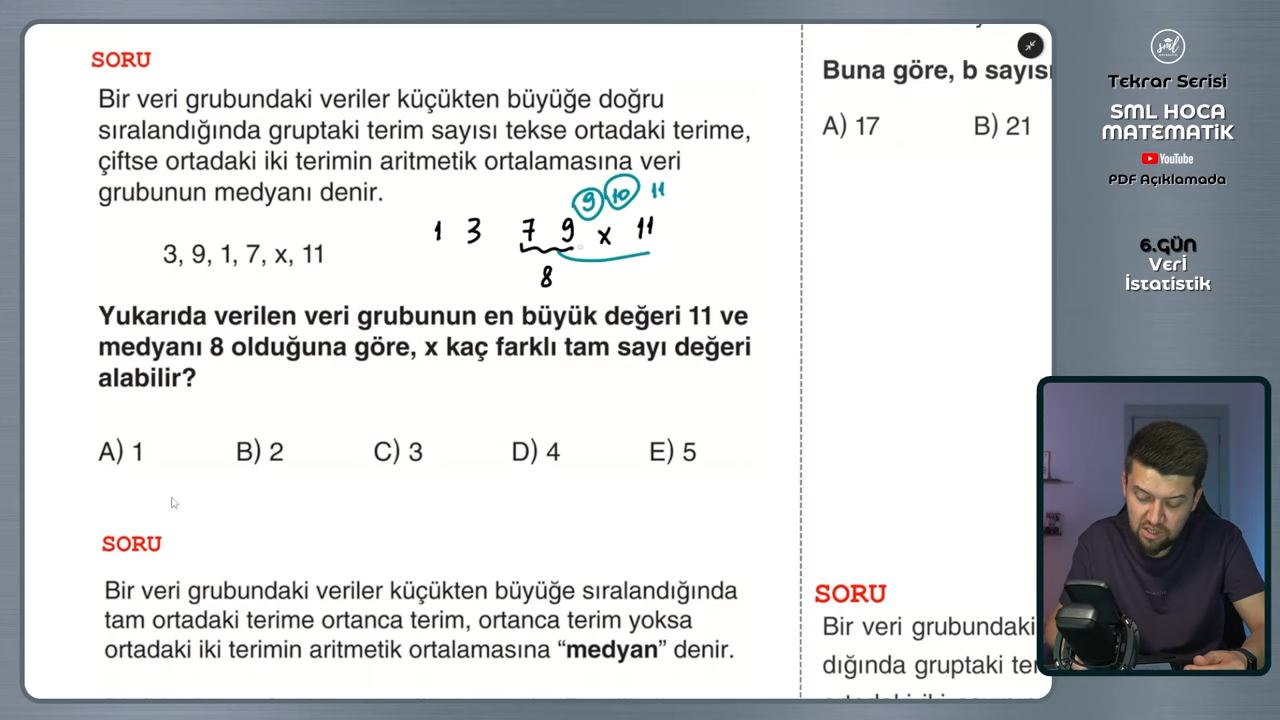 SORU
Bir veri grubundaki veriler küçükten büyüğe doğru
sıralandığında gruptaki terim sayısı tekse ortadaki terime,
çiftse ortadaki iki terimin aritmetik ortalamasına veri
grubunun medyanı denir.
9 10 11
1 3 7 9 x 11
8
3, 9, 1, 7, x, 11
Yukarıda verilen veri grubunun en büyük değeri 11 ve
medyanı 8 olduğuna göre, x kaç farklı tam sayı değeri
alabilir?
A) 1 B) 2 C) 3 D) 4 E) 5
SORU
Bir veri grubundaki veriler küçükten büyüğe sıralandığında
tam ortadaki terime ortanca terim, ortanca terim yoksa
ortadaki iki terimin aritmetik ortalamasına “medyan” denir.
Buna göre, b sayısı
A) 17 B) 21
SORU
Bir veri grubundaki
dığında gruptaki ter
sml
Tekrar Serisi
SML HOCA
MATEMATİK
YouTube
PDF Açıklamada
6.GÜN
Veri
İstatistik